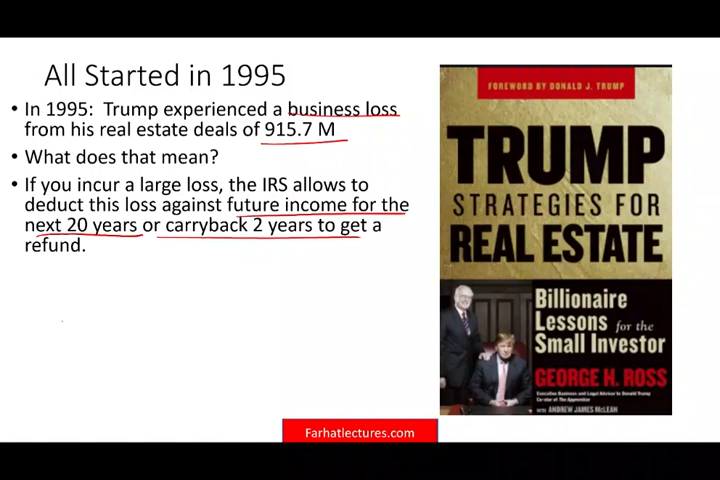 All Started in 1995
• In 1995: Trump experienced a business loss
from his real estate deals of 915.7 M
• What does that mean?
• If you incur a large loss, the IRS allows to
deduct this loss against future income for the
next 20 years or carryback 2 years to get a
refund.
FOREWORD BY DONALD J. TRUMP
TRUMP
STRATEGIES FOR
REAL ESTATE
Billionaire
Lessons for the
Small Investor
GEORGE H. ROSS
Executive Business and Legal Advisor to Donald Trump
Co-star of The Apprentice
WITH ANDREW JAMES McLEAN
Farhatlectures.com